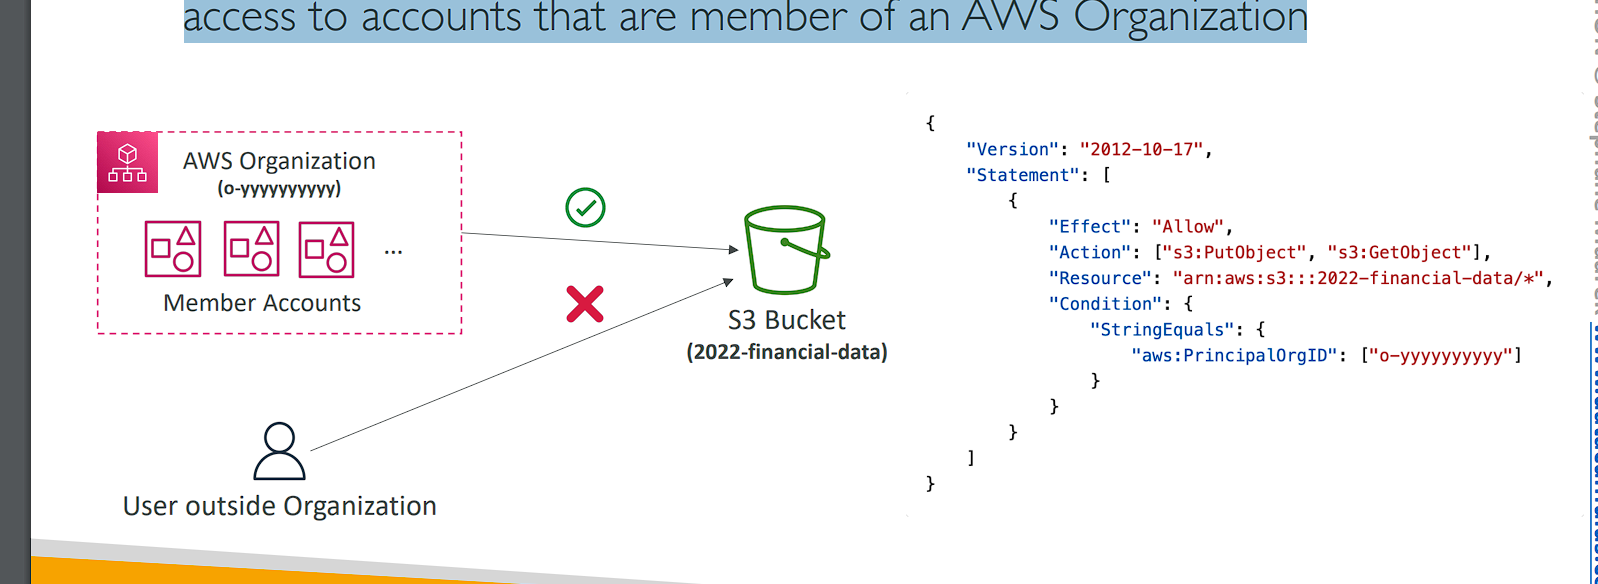 access to accounts that are member of an AWS Organization
AWS Organization
(o-yyyyyyyyyy)
...
Member Accounts
S3 Bucket
(2022-financial-data)
User outside Organization
{
"Version": "2012-10-17",
"Statement": [
{
"Effect": "Allow",
"Action": ["s3:PutObject", "s3:GetObject"],
"Resource": "arn:aws:s3:::2022-financial-data/*",
"Condition": {
"StringEquals": {
"aws:PrincipalOrgID": ["o-yyyyyyyyyy"]
}
}
}
]
}